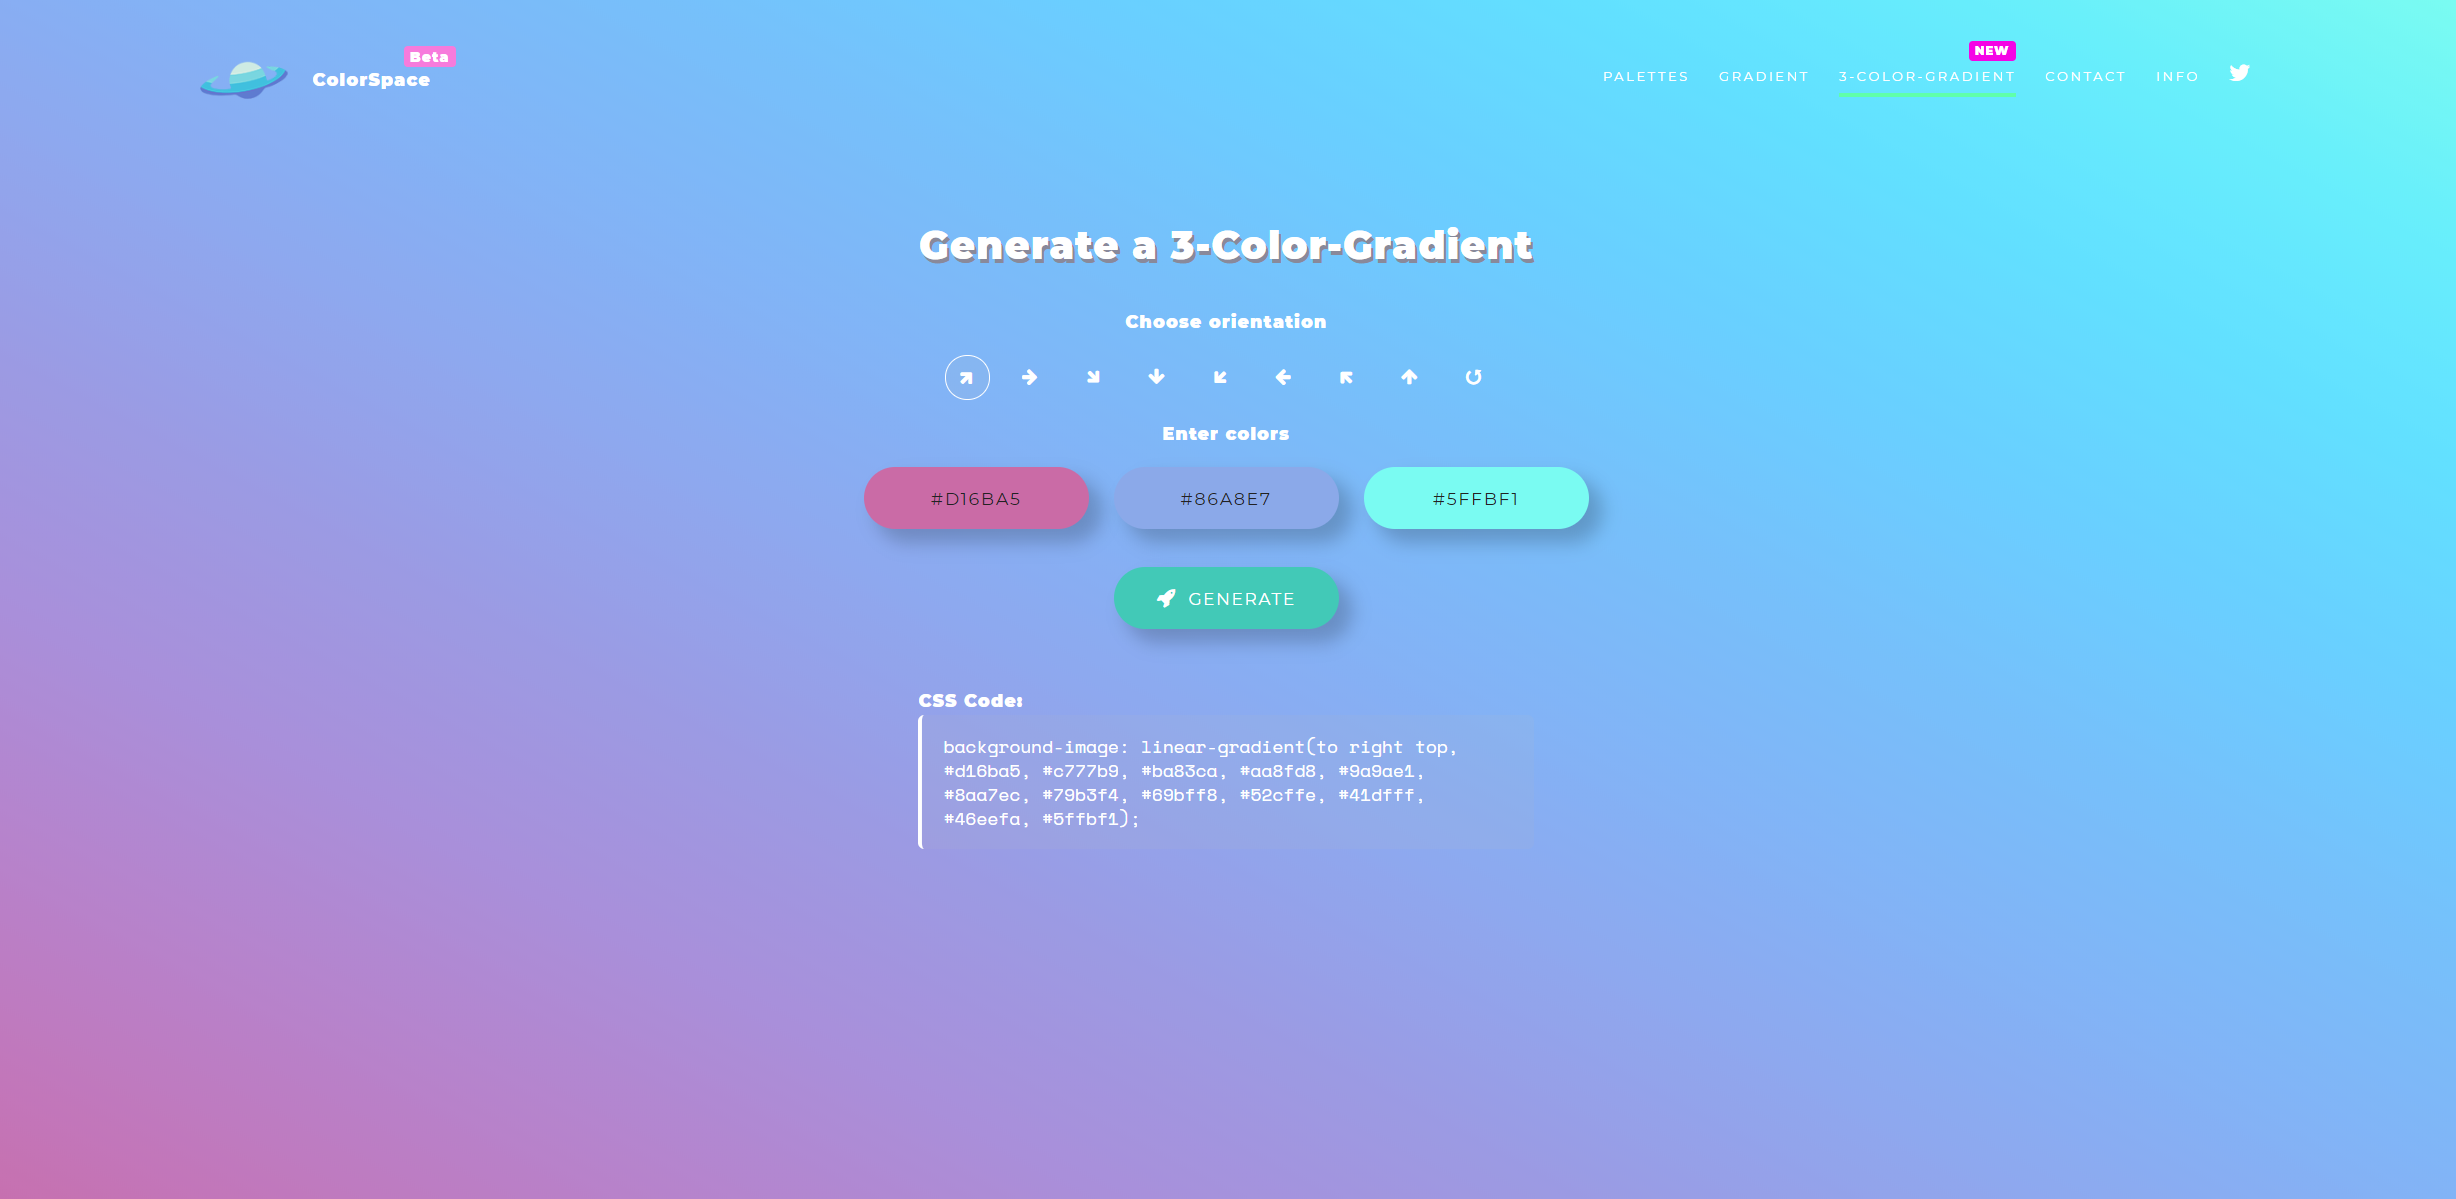 Beta
ColorSpace
NEW
PALETTES GRADIENT 3-COLOR-GRADIENT CONTACT INFO
Generate a 3-Color-Gradient
Choose orientation
Enter colors
#D16BA5 #86A8E7 #5FFBF1
GENERATE
CSS Code:
background-image: linear-gradient(to right top,
#d16ba5, #c777b9, #ba83ca, #aa8fd8, #9a9ae1,
#8aa7ec, #79b3f4, #69bff8, #52cffe, #41dfff,
#46eefa, #5ffbf1);